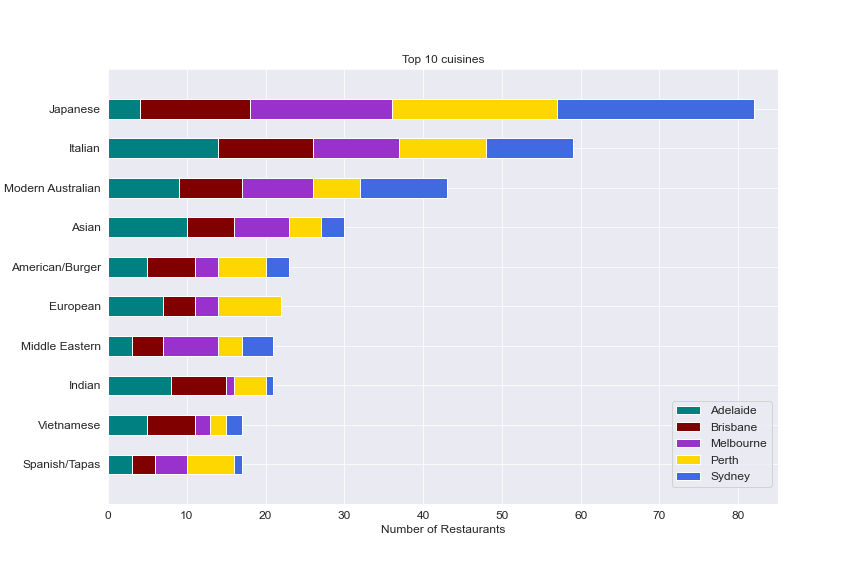 Top 10 cuisines
Japanese
Italian
Modern Australian
Asian
American/Burger
European
Middle Eastern
Indian
Vietnamese
Spanish/Tapas
Adelaide
Brisbane
Melbourne
Perth
Sydney
0 10 20 30 40 50 60 70 80
Number of Restaurants